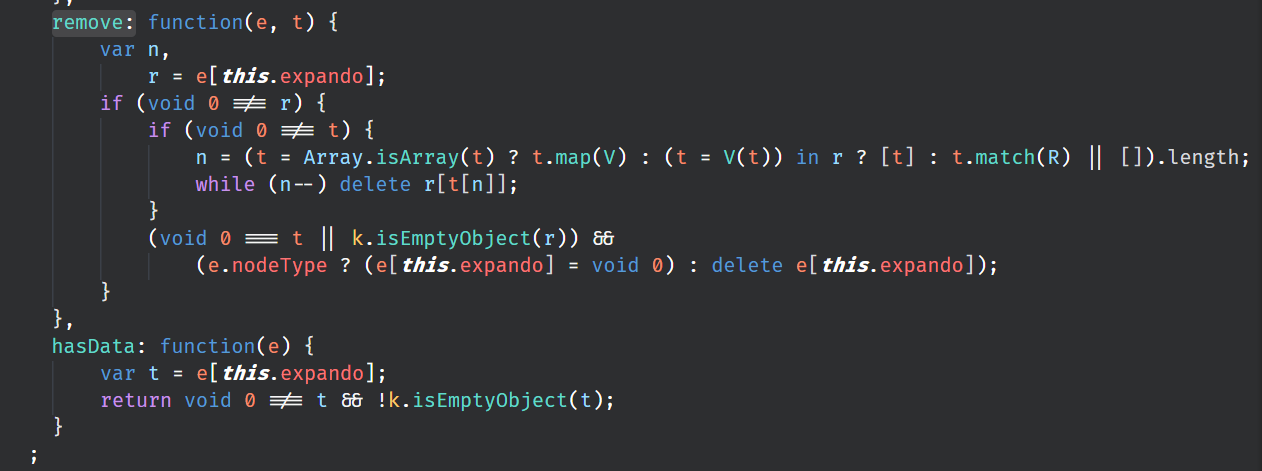 },
remove: function(e, t) {
var n,
r = e[this.expando];
if (void 0 !== r) {
if (void 0 !== t) {
n = (t = Array.isArray(t) ? t.map(V) : (t = V(t)) in r ? [t] : t.match(R) || []).length;
while (n--) delete r[t[n]];
}
(void 0 === t || k.isEmptyObject(r)) &&
(e.nodeType ? (e[this.expando] = void 0) : delete e[this.expando]);
}
},
hasData: function(e) {
var t = e[this.expando];
return void 0 !== t && !k.isEmptyObject(t);
}
;